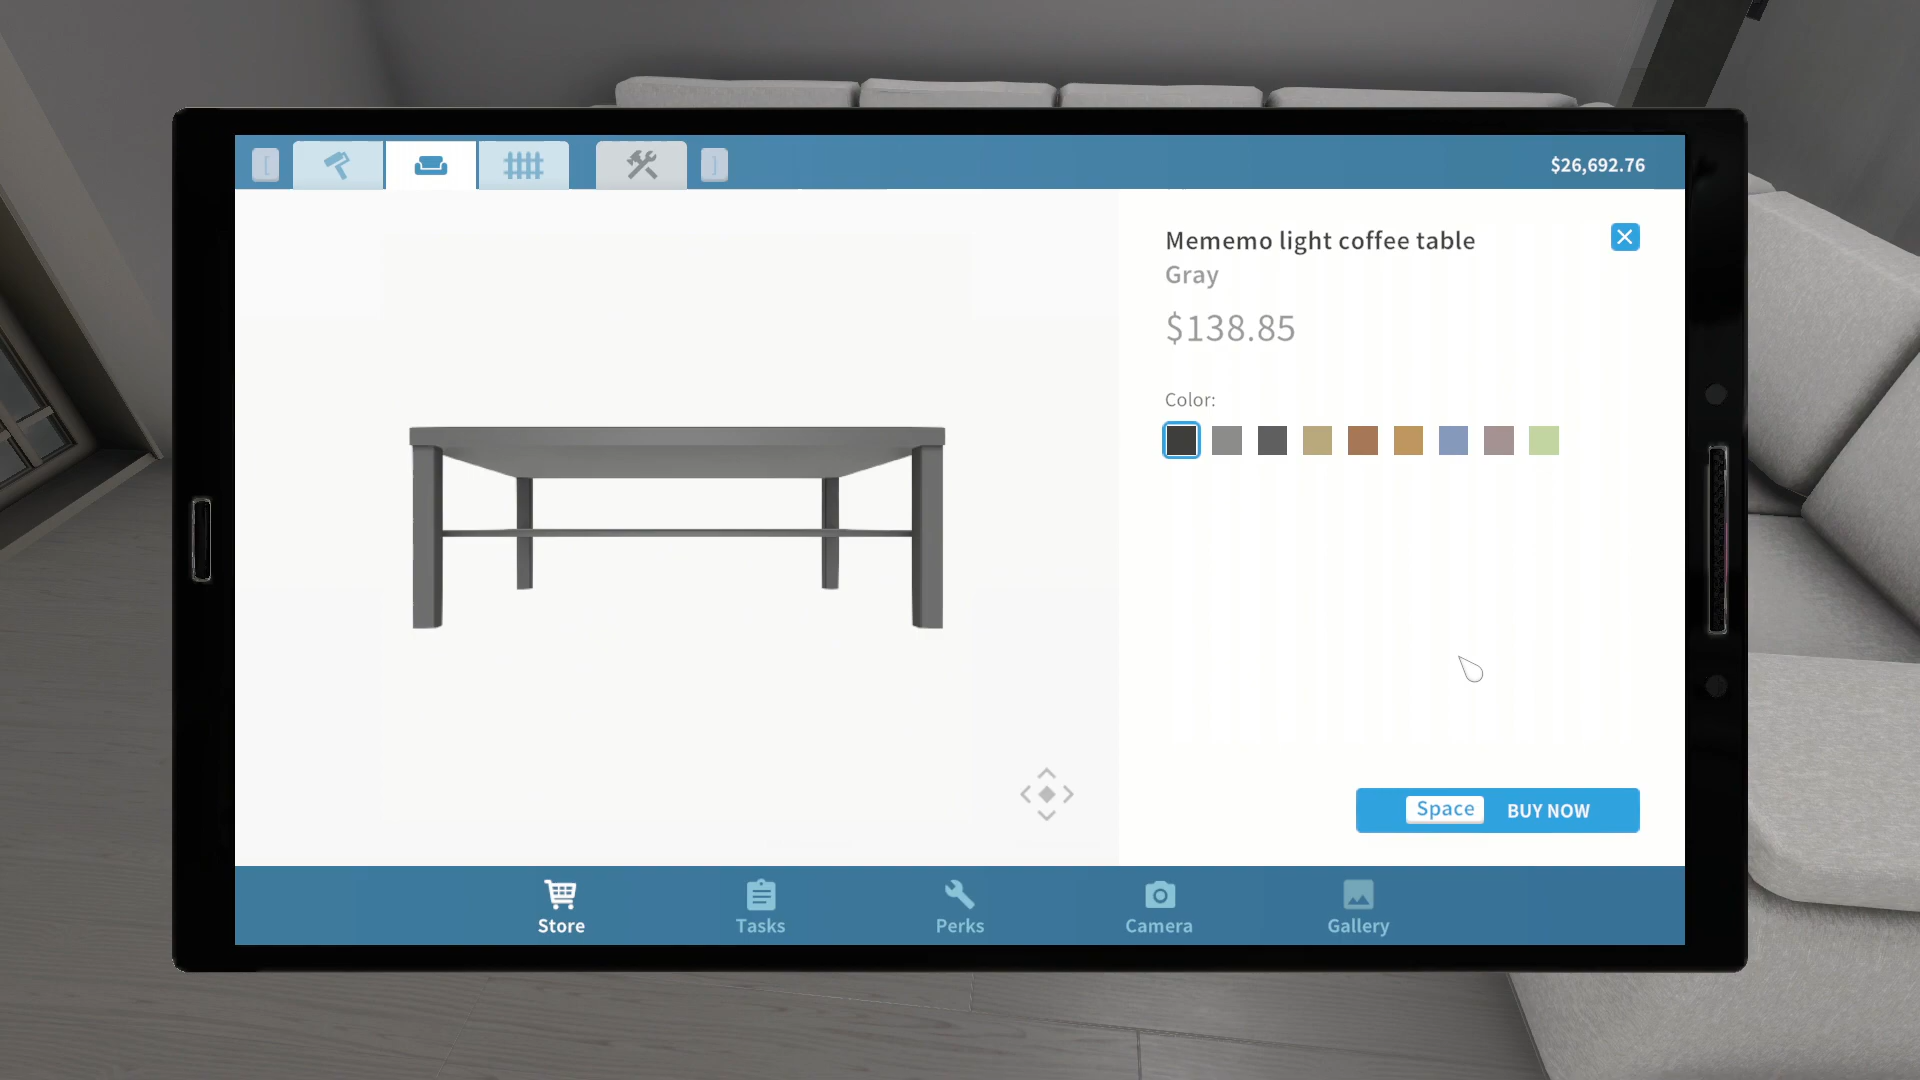 [
]
$26,692.76
Mememo light coffee table
Gray
$138.85
Color:
Space BUY NOW
Store
Tasks
Perks
Camera
Gallery